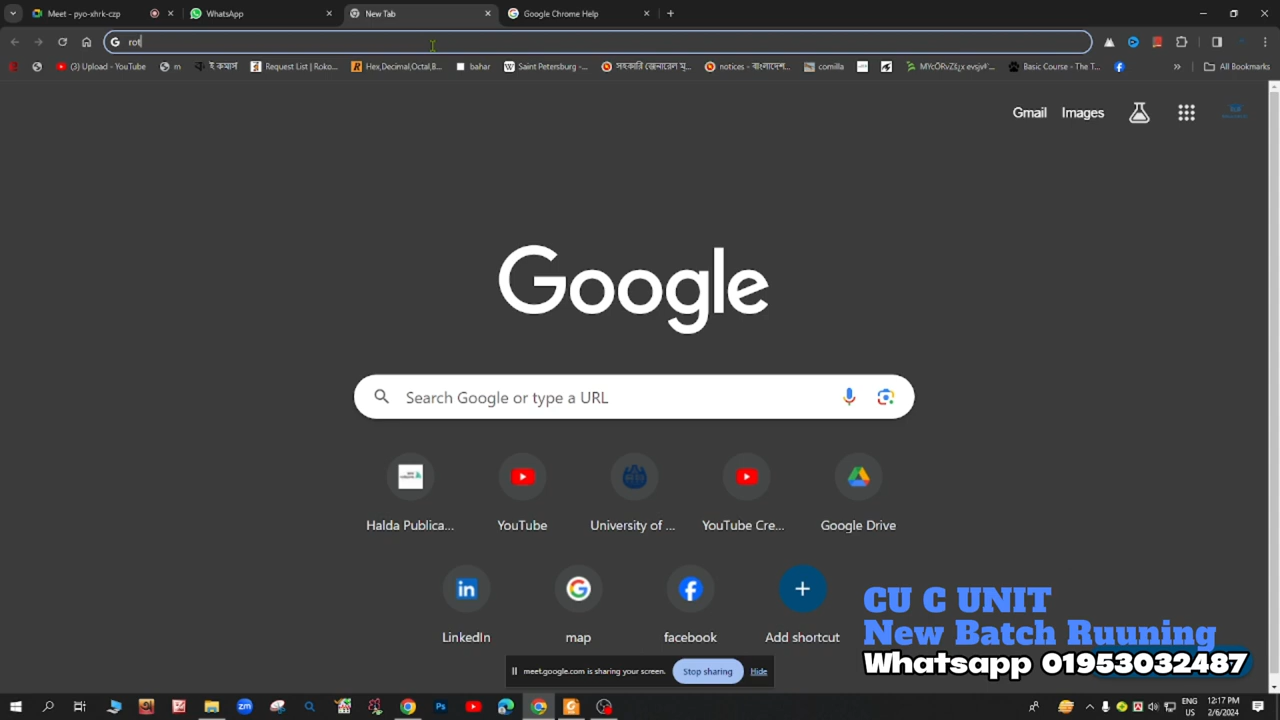 Meet - pyo-xhrk-czp
WhatsApp
New Tab
Google Chrome Help
rot
(3) Upload - YouTube
m
ই কমার্স
Request List | Roko...
Hex,Decimal,Octal,B...
bahar
Saint Petersburg -...
সহকারি জেনারেল ম্...
notices - বাংলাদেশ...
comilla
Basic Course - The T...
»
All Bookmarks
Gmail
Images
Google
Search Google or type a URL
Halda Publica...
YouTube
University of ...
YouTube Cre...
Google Drive
LinkedIn
map
facebook
Add shortcut
CU C UNIT
New Batch Ruuning
Whatsapp 01953032487
meet.google.com is sharing your screen.
Stop sharing
Hide
zm
Ps
ENG
US
12:17 PM
2/6/2024